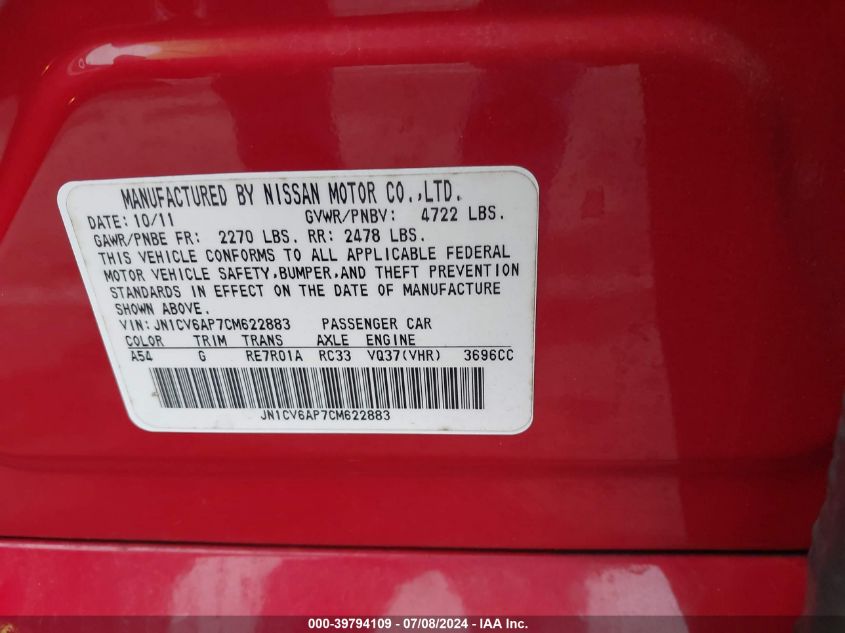 MANUFACTURED BY NISSAN MOTOR CO.,LTD.
DATE: 10/11 GVWR/PNBV: 4722 LBS.
GAWR/PNBE FR: 2270 LBS. RR: 2478 LBS.
THIS VEHICLE CONFORMS TO ALL APPLICABLE FEDERAL
MOTOR VEHICLE SAFETY,BUMPER,AND THEFT PREVENTION
STANDARDS IN EFFECT ON THE DATE OF MANUFACTURE
SHOWN ABOVE.
VIN: JN1CV6AP7CM622883 PASSENGER CAR
COLOR TRIM TRANS AXLE ENGINE
A54 G RE7R01A RC33 VQ37(VHR) 3696CC
JN1CV6AP7CM622883
000-39794109 - 07/08/2024 - IAA Inc.